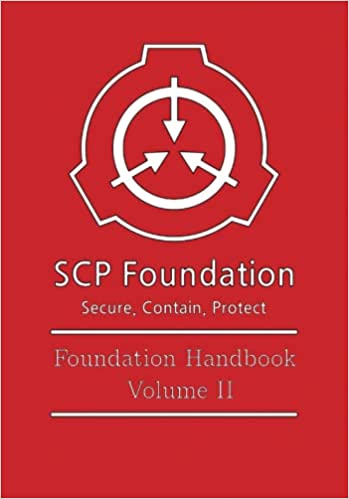 SCP Foundation
Secure, Contain, Protect
Foundation Handbook
Volume II